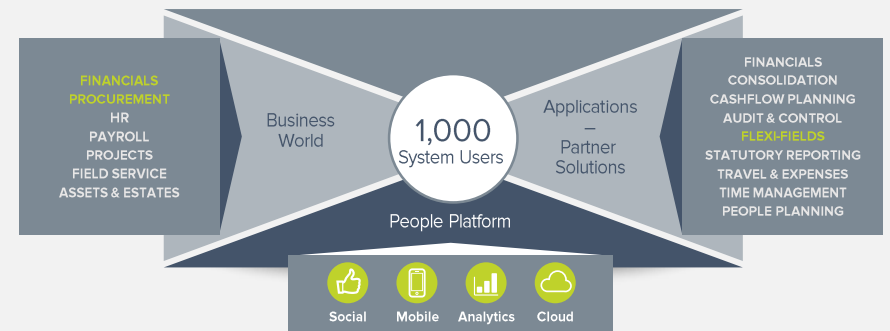 FINANCIALS
PROCUREMENT
HR
PAYROLL
PROJECTS
FIELD SERVICE
ASSETS & ESTATES
Business
World
1,000
System Users
Applications
–
Partner
Solutions
FINANCIALS
CONSOLIDATION
CASHFLOW PLANNING
AUDIT & CONTROL
FLEXI-FIELDS
STATUTORY REPORTING
TRAVEL & EXPENSES
TIME MANAGEMENT
PEOPLE PLANNING
People Platform
Social Mobile Analytics Cloud